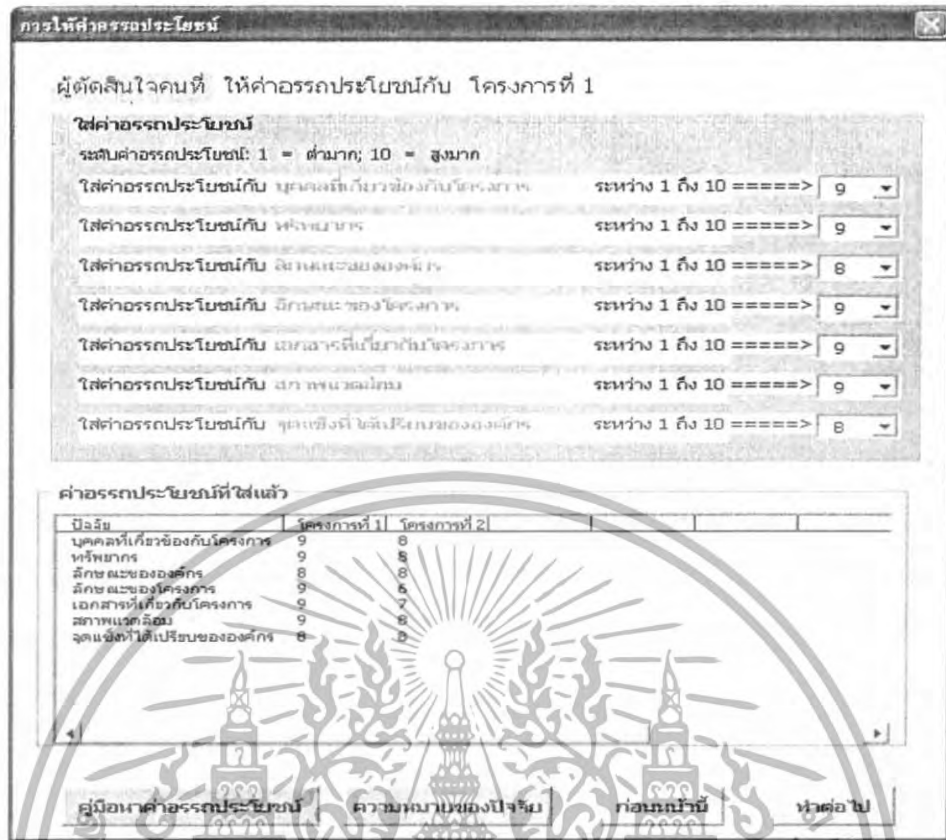 การให้ค่าอรรถประโยชน์
ผู้ตัดสินใจคนที่ ให้ค่าอรรถประโยชน์กับ โครงการที่ 1
ใส่ค่าอรรถประโยชน์
ระดับค่าอรรถประโยชน์: 1 = ต่ำมาก; 10 = สูงมาก
ใส่ค่าอรรถประโยชน์กับ บุคคลที่เกี่ยวข้องกับโครงการ ระหว่าง 1 ถึง 10 =====> 9
ใส่ค่าอรรถประโยชน์กับ ทรัพยากร ระหว่าง 1 ถึง 10 =====> 9
ใส่ค่าอรรถประโยชน์กับ ลักษณะขององค์กร ระหว่าง 1 ถึง 10 =====> 8
ใส่ค่าอรรถประโยชน์กับ ลักษณะของโครงการ ระหว่าง 1 ถึง 10 =====> 9
ใส่ค่าอรรถประโยชน์กับ เอกสารที่เกี่ยวกับโครงการ ระหว่าง 1 ถึง 10 =====> 9
ใส่ค่าอรรถประโยชน์กับ สภาพแวดล้อม ระหว่าง 1 ถึง 10 =====> 9
ใส่ค่าอรรถประโยชน์กับ จุดแข็งที่ได้เปรียบขององค์กร ระหว่าง 1 ถึง 10 =====> 8
ค่าอรรถประโยชน์ที่ใส่แล้ว
ปัจจัย โครงการที่ 1 โครงการที่ 2
บุคคลที่เกี่ยวข้องกับโครงการ 9 8
ทรัพยากร 9 8
ลักษณะขององค์กร 8 8
ลักษณะของโครงการ 9 6
เอกสารที่เกี่ยวกับโครงการ 9 7
สภาพแวดล้อม 9 8
จุดแข็งที่ได้เปรียบขององค์กร 8 8
คู่มือหาค่าอรรถประโยชน์ ความหมายของปัจจัย ก่อนหน้านี้ ทำต่อไป